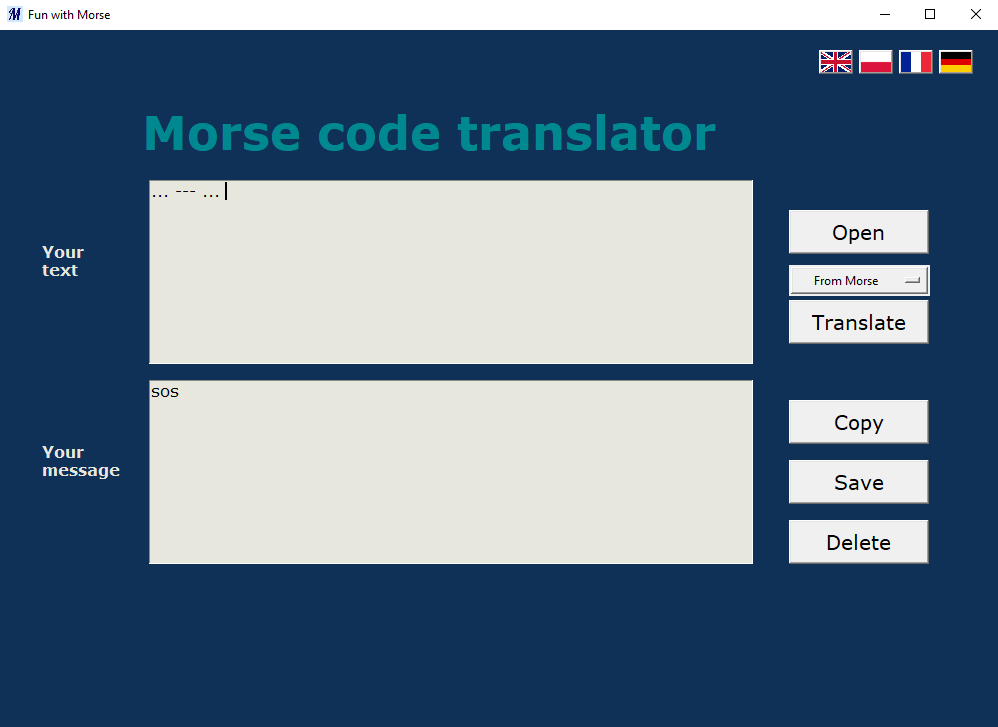 M Fun with Morse
Morse code translator
... --- ...
Your
text
Open
From Morse
Translate
sos
Your
message
Copy
Save
Delete